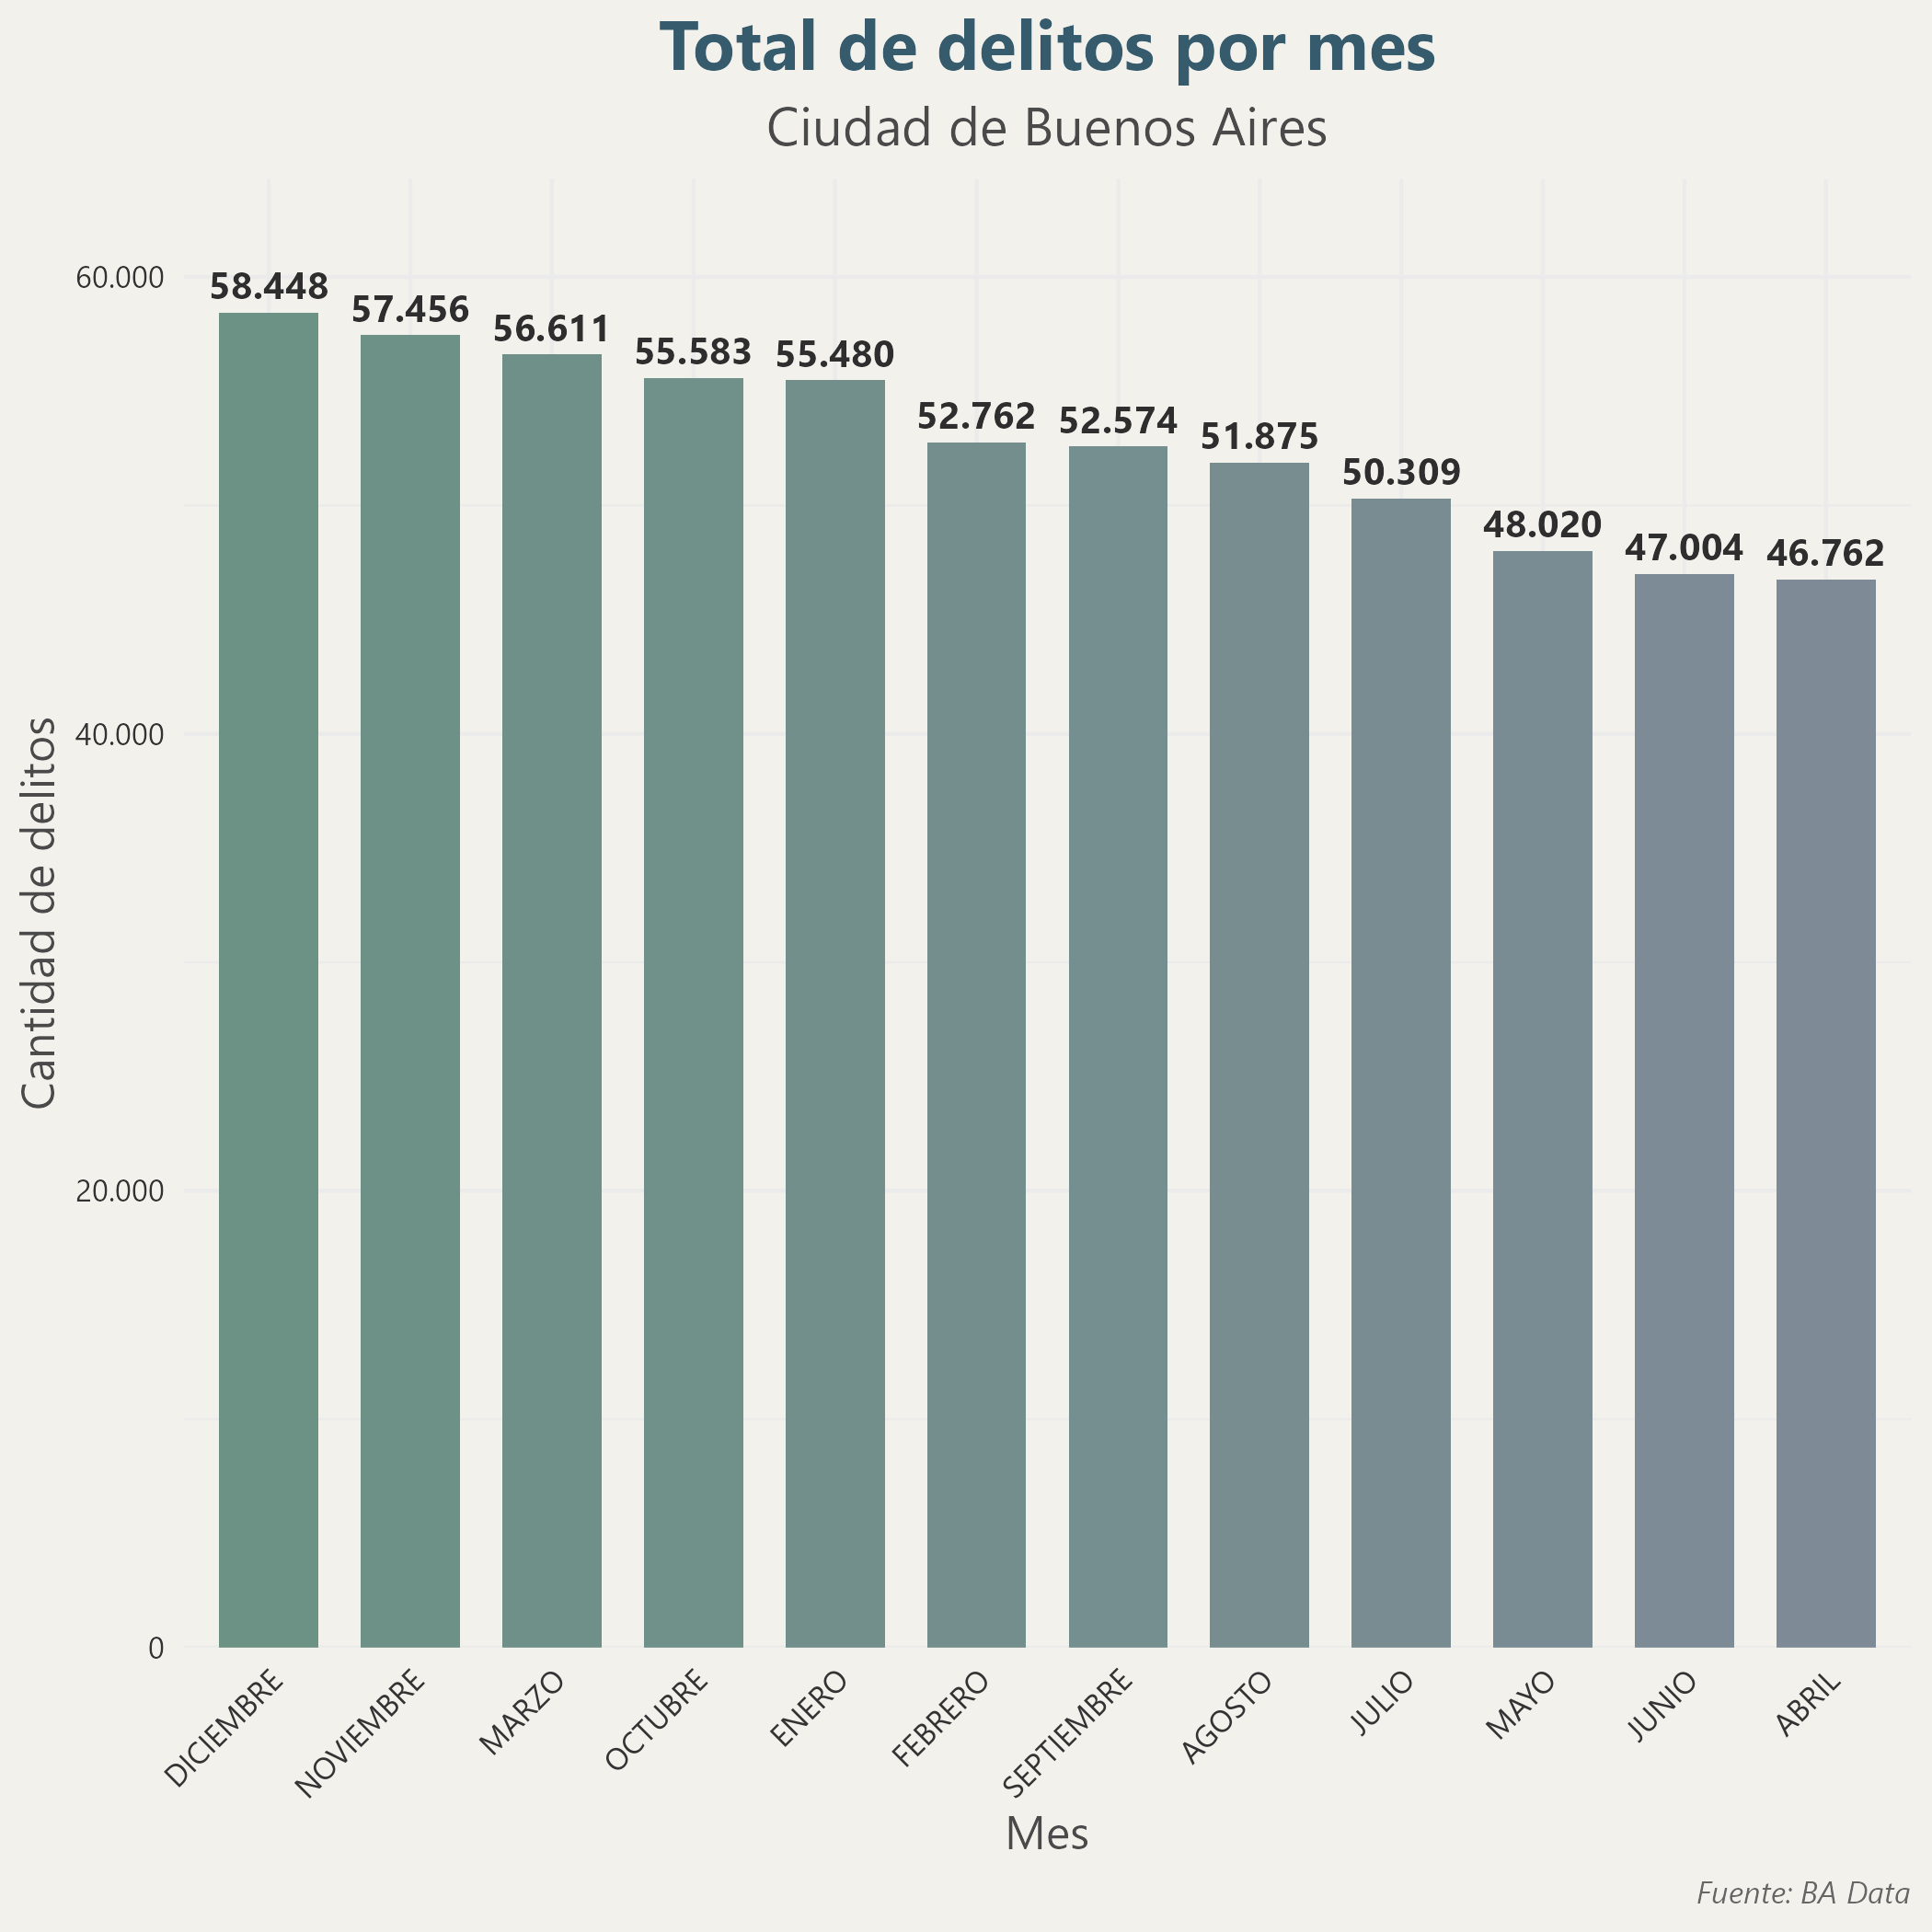 Total de delitos por mes
Ciudad de Buenos Aires
Cantidad de delitos
60.000
40.000
20.000
0
58.448
57.456
56.611
55.583
55.480
52.762
52.574
51.875
50.309
48.020
47.004
46.762
DICIEMBRE
NOVIEMBRE
MARZO
OCTUBRE
ENERO
FEBRERO
SEPTIEMBRE
AGOSTO
JULIO
MAYO
JUNIO
ABRIL
Mes
Fuente: BA Data